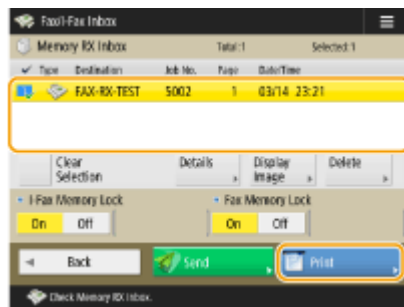 Fax/I-Fax Inbox
Memory RX Inbox Total:1 Selected:1
Type Destination Job No. Page Date/Time
FAX-RX-TEST 5002 1 03/14 23:21
Clear Selection Details Display Image Delete
I-Fax Memory Lock Fax Memory Lock
On Off On Off
Back Send Print
Check Memory RX Inbox.